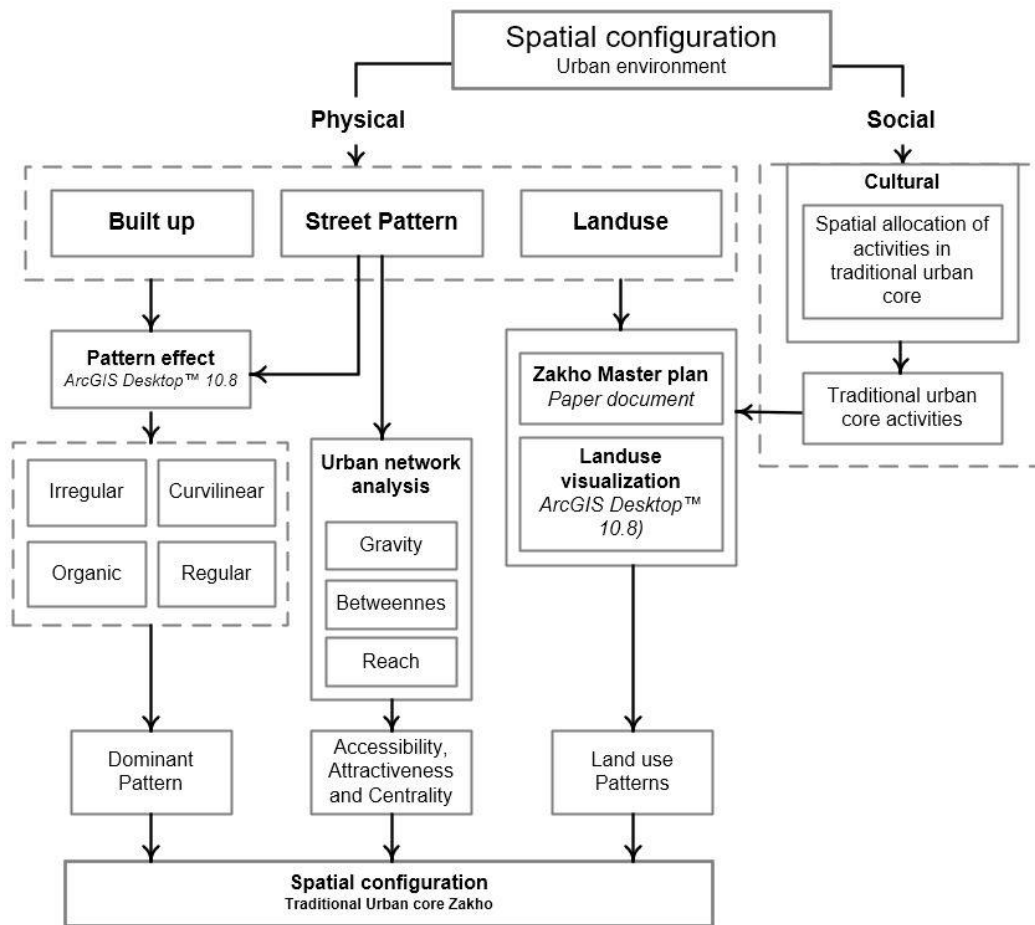 Spatial configuration
Urban environment
Physical
Social
Built up
Street Pattern
Landuse
Cultural
Spatial allocation of
activities in
traditional urban
core
Pattern effect
ArcGIS Desktop™ 10.8
Zakho Master plan
Paper document
Traditional urban
core activities
Irregular
Curvilinear
Organic
Regular
Urban network
analysis
Gravity
Betweennes
Reach
Landuse
visualization
ArcGIS Desktop™
10.8)
Dominant
Pattern
Accessibility,
Attractiveness
and Centrality
Land use
Patterns
Spatial configuration
Traditional Urban core Zakho